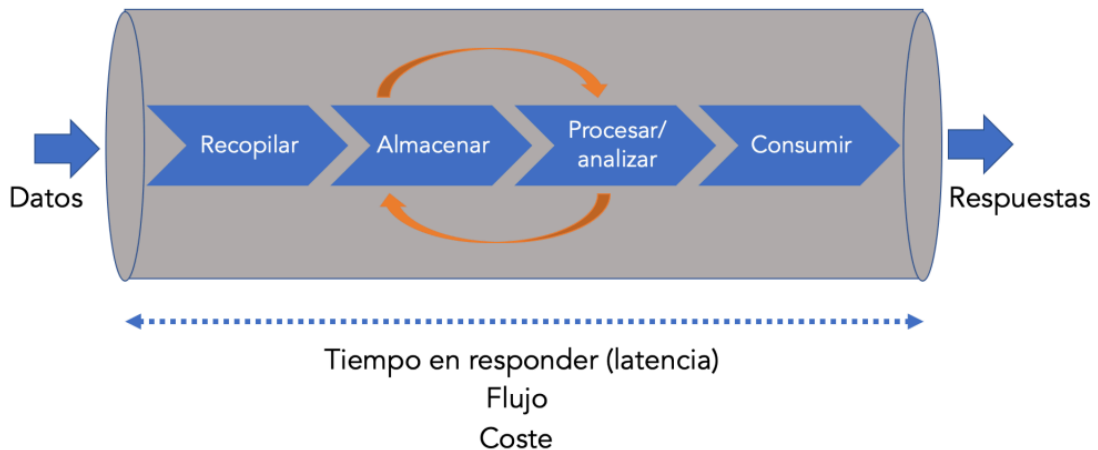 Recopilar
Almacenar
Procesar/
analizar
Consumir
Datos
Respuestas
Tiempo en responder (latencia)
Flujo
Coste